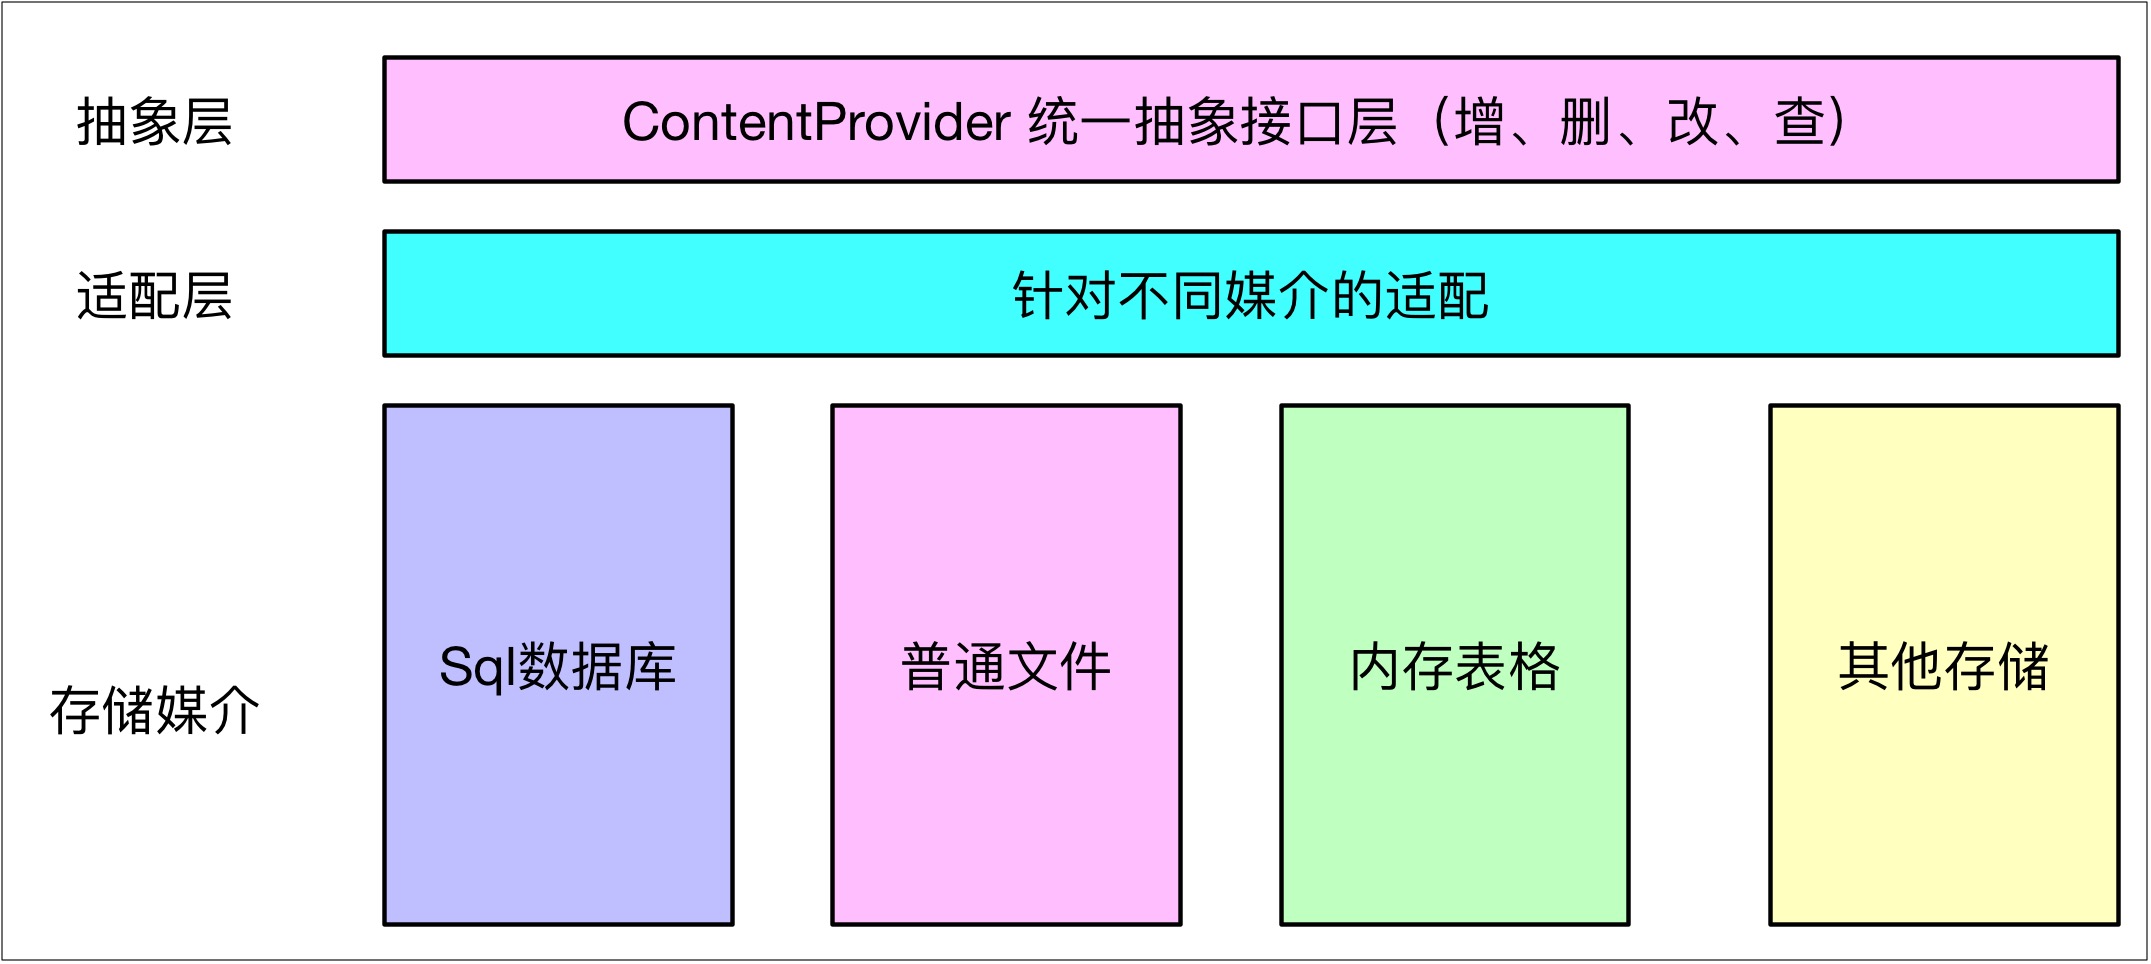 抽象层
ContentProvider 统一抽象接口层（增、删、改、查）
适配层
针对不同媒介的适配
存储媒介
Sql数据库
普通文件
内存表格
其他存储